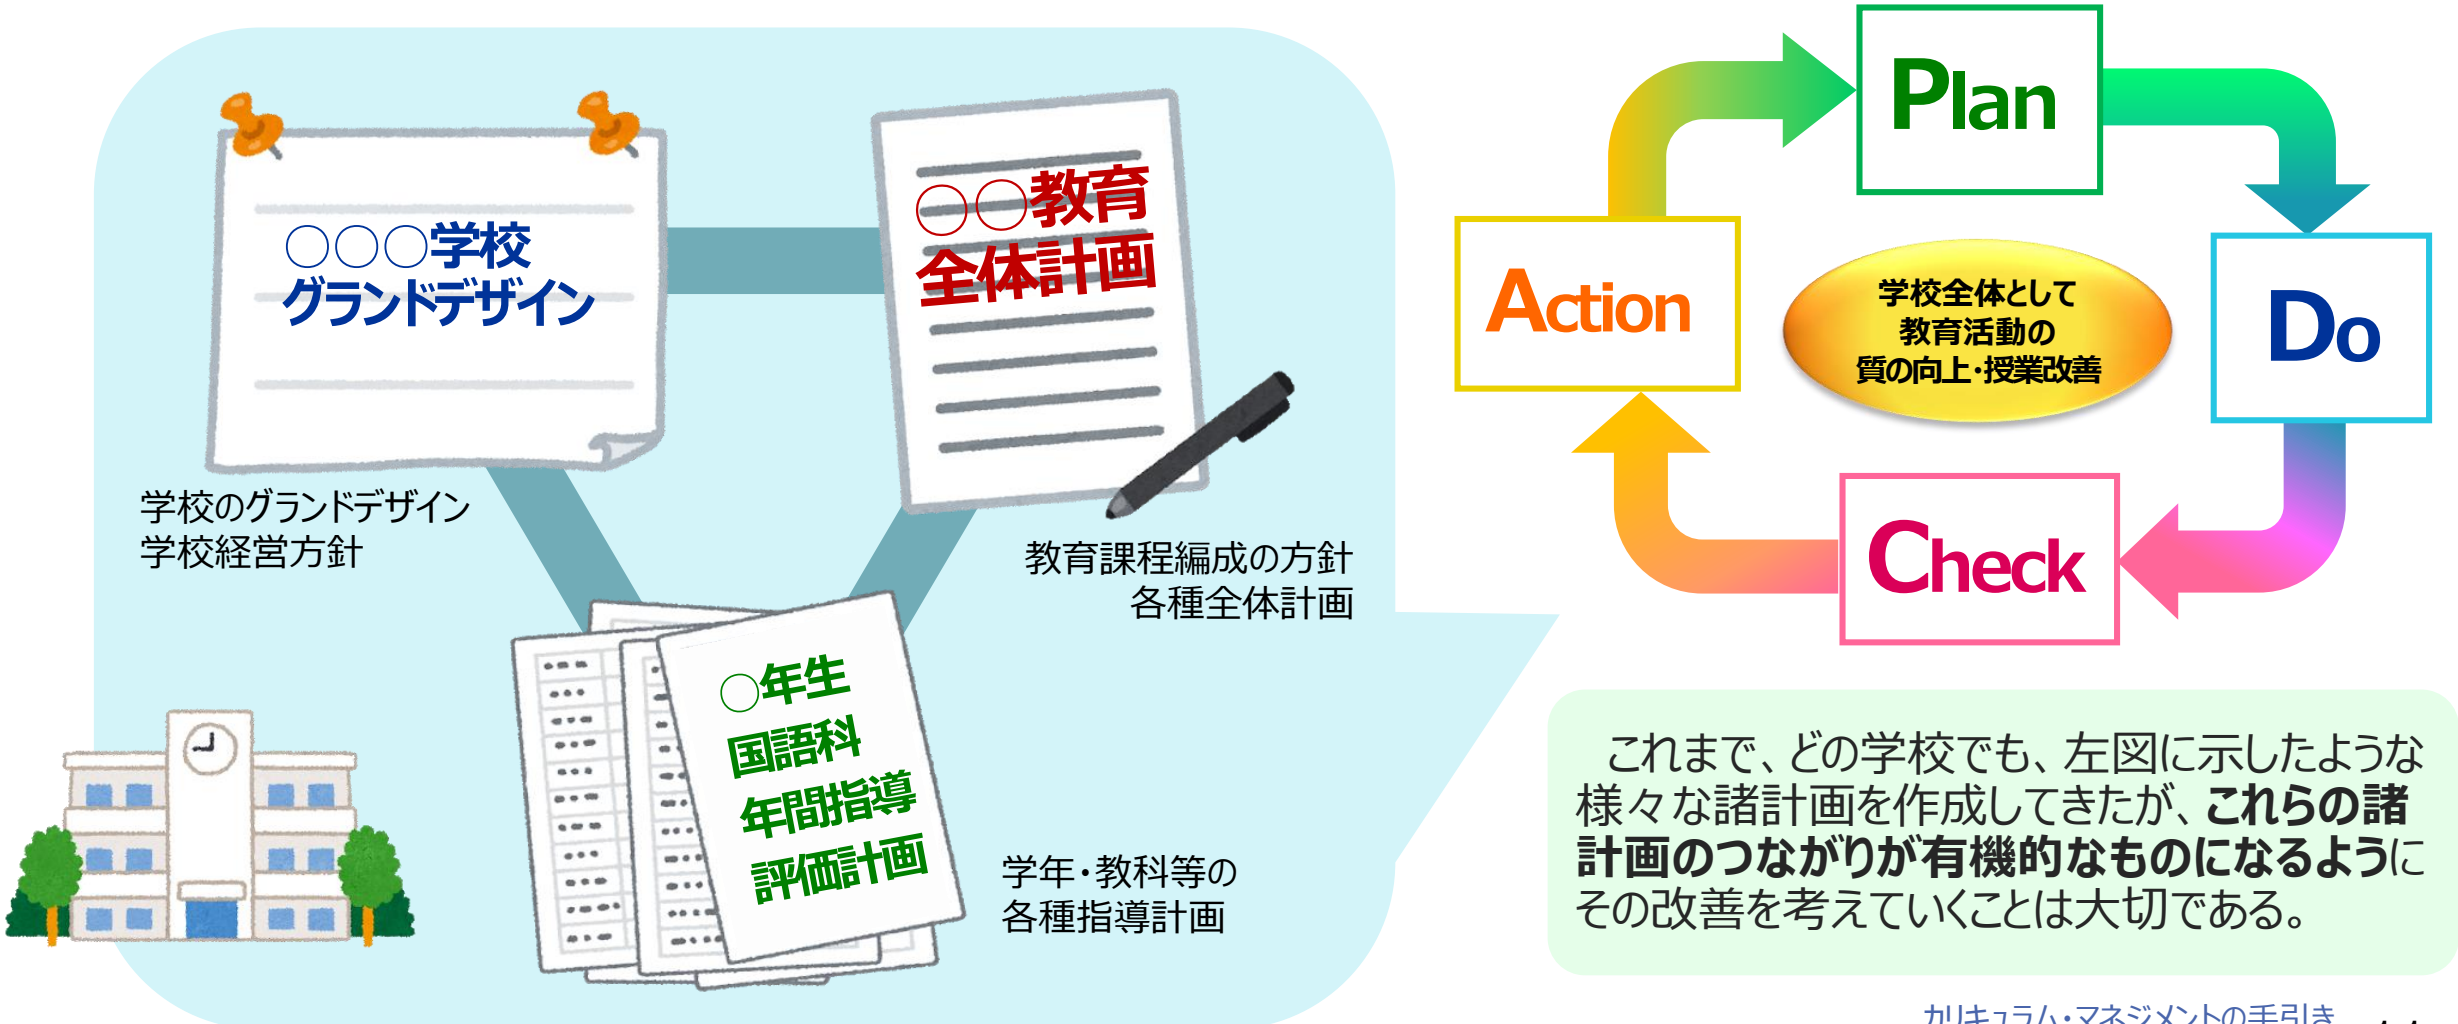 ○○○学校
グランドデザイン
学校のグランドデザイン
学校経営方針
○○教育
全体計画
教育課程編成の方針
各種全体計画
○年生
国語科
年間指導
評価計画
学年・教科等の
各種指導計画
Plan
Do
Check
Action
学校全体として
教育活動の
質の向上・授業改善
これまで、どの学校でも、左図に示したような
様々な諸計画を作成してきたが、これらの諸
計画のつながりが有機的なものになるように
その改善を考えていくことは大切である。
カリキュラム・マネジメントの手引き